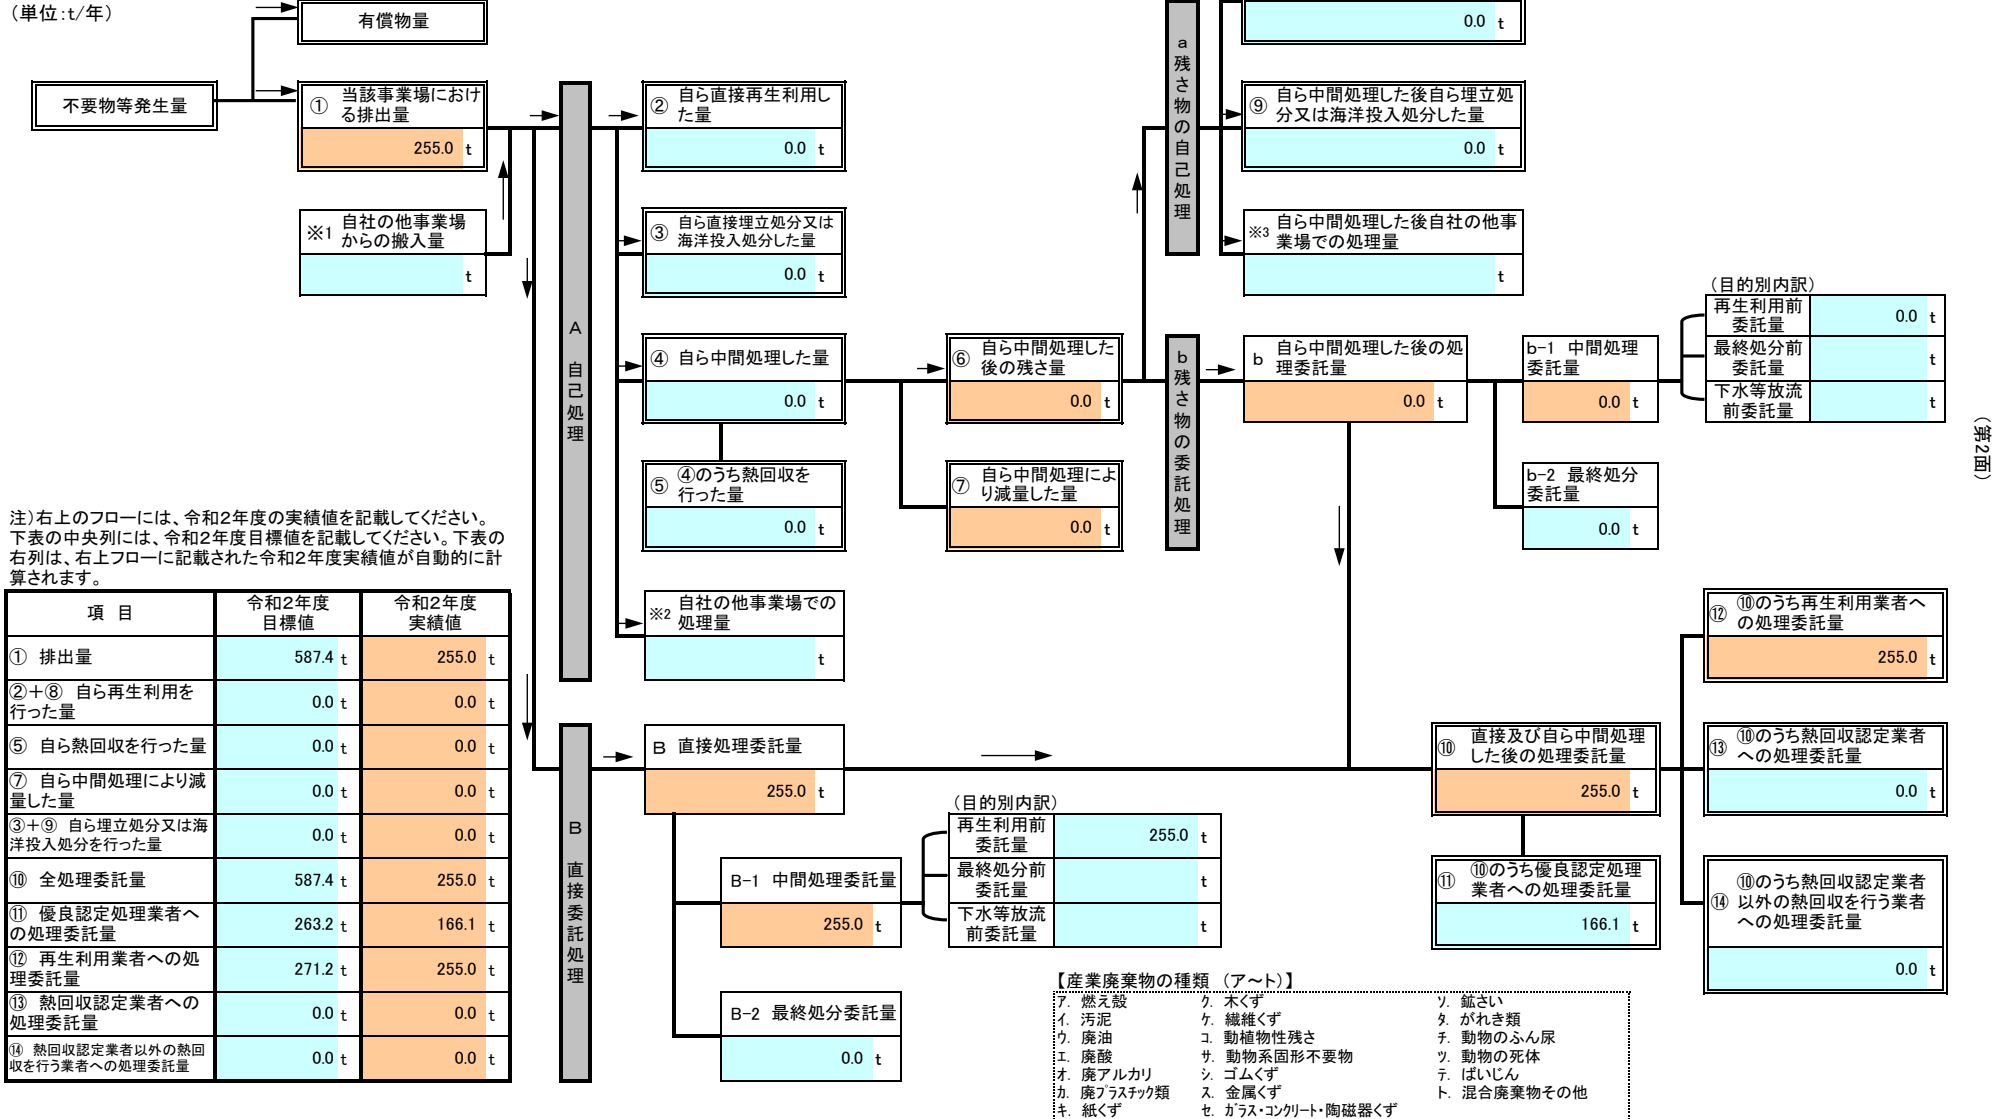 （単位：t/年）
有償物量
不要物等発生量
① 当該事業場におけ
る排出量
255.0 t
※1 自社の他事業場
からの搬入量
t
A 自己処理
② 自ら直接再生利用し
た量
0.0 t
③ 自ら直接埋立処分又は
海洋投入処分した量
0.0 t
④ 自ら中間処理した量
0.0 t
⑤ ④のうち熱回収を
行った量
0.0 t
※2 自社の他事業場での
処理量
t
⑥ 自ら中間処理した
後の残さ量
0.0 t
⑦ 自ら中間処理によ
り減量した量
0.0 t
a 残さ物の自己処理
0.0 t
⑨ 自ら中間処理した後自ら埋立処
分又は海洋投入処分した量
0.0 t
※3 自ら中間処理した後自社の他事
業場での処理量
t
b 残さ物の委託処理
b 自ら中間処理した後の処
理委託量
0.0 t
b-1 中間処理
委託量
0.0 t
b-2 最終処分
委託量
0.0 t
（目的別内訳）
再生利用前
委託量
0.0 t
最終処分前
委託量
t
下水等放流
前委託量
t
（第2面）
注）右上のフローには、令和２年度の実績値を記載してください。
下表の中央列には、令和２年度目標値を記載してください。下表の
右列は、右上フローに記載された令和２年度実績値が自動的に計
算されます。
項 目 令和２年度 令和２年度
目標値 実績値
① 排出量 587.4 t 255.0 t
②＋⑧ 自ら再生利用を
行った量 0.0 t 0.0 t
⑤ 自ら熱回収を行った量 0.0 t 0.0 t
⑦ 自ら中間処理により減
量した量 0.0 t 0.0 t
③＋⑨ 自ら埋立処分又は海
洋投入処分を行った量 0.0 t 0.0 t
⑩ 全処理委託量 587.4 t 255.0 t
⑪ 優良認定処理業者へ
の処理委託量 263.2 t 166.1 t
⑫ 再生利用業者への処
理委託量 271.2 t 255.0 t
⑬ 熱回収認定業者への
処理委託量 0.0 t 0.0 t
⑭ 熱回収認定業者以外の熱回
収を行う業者への処理委託量 0.0 t 0.0 t
B 直接委託処理
B 直接処理委託量
255.0 t
B-1 中間処理委託量
255.0 t
B-2 最終処分委託量
0.0 t
（目的別内訳）
再生利用前
委託量
255.0 t
最終処分前
委託量
t
下水等放流
前委託量
t
⑩ 直接及び自ら中間処理
した後の処理委託量
255.0 t
⑪ ⑩のうち優良認定処理
業者への処理委託量
166.1 t
⑫ ⑩のうち再生利用業者へ
の処理委託量
255.0 t
⑬ ⑩のうち熱回収認定業者
への処理委託量
0.0 t
⑭ ⑩のうち熱回収認定業者
以外の熱回収を行う業者
への処理委託量
0.0 t
【産業廃棄物の種類 （ア～ト）】
ア. 燃え殻 ク. 木くず ソ. 鉱さい
イ. 汚泥 ケ. 繊維くず タ. がれき類
ウ. 廃油 コ. 動植物性残さ チ. 動物のふん尿
エ. 廃酸 サ. 動物系固形不要物 ツ. 動物の死体
オ. 廃アルカリ シ. ゴムくず テ. ばいじん
カ. 廃プラスチック類 ス. 金属くず ト. 混合廃棄物その他
キ. 紙くず セ. ガラス・コンクリート・陶磁器くず